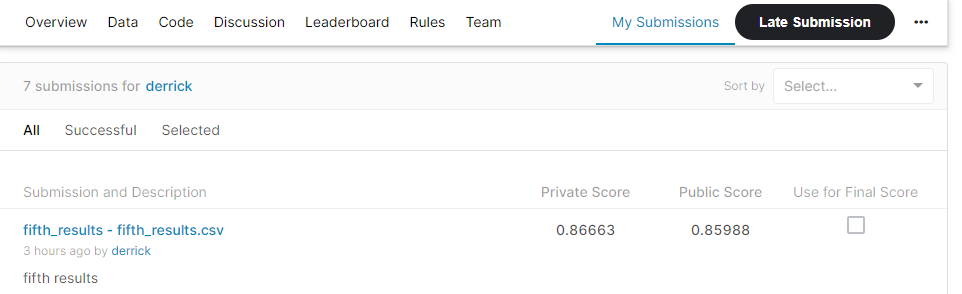 Overview Data Code Discussion Leaderboard Rules Team My Submissions Late Submission ···
7 submissions for derrick Sort by Select...
All Successful Selected
Submission and Description Private Score Public Score Use for Final Score
fifth_results - fifth_results.csv 0.86663 0.85988
3 hours ago by derrick
fifth results